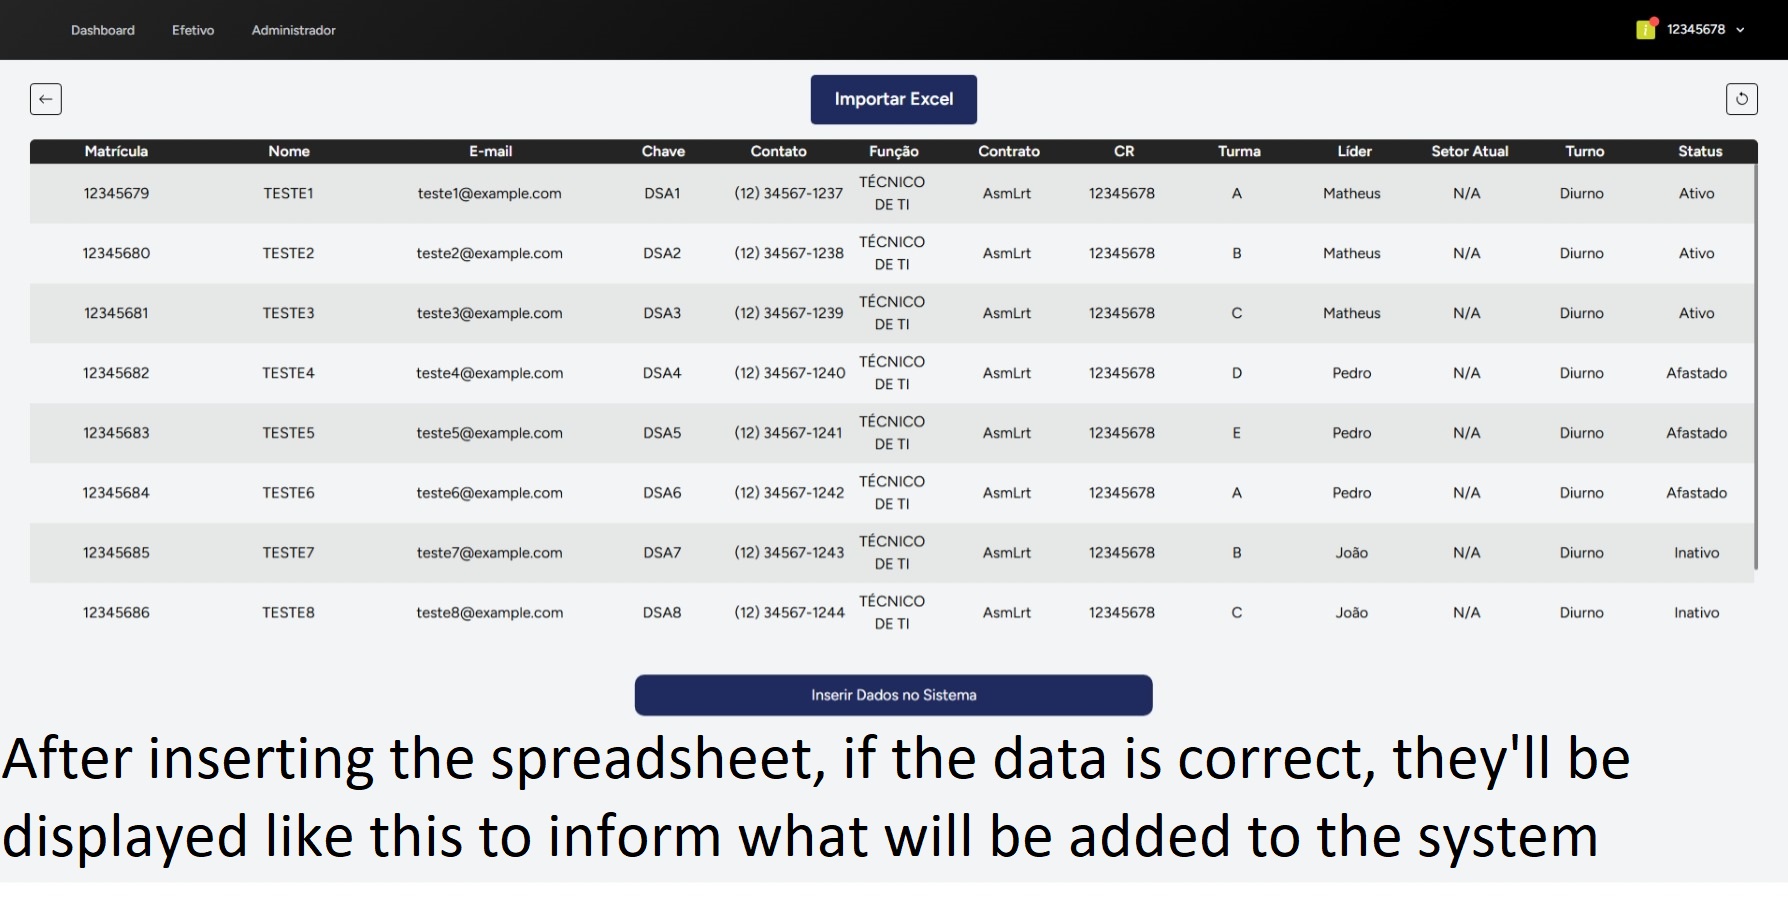 Dashboard Efetivo Administrador 12345678
Importar Excel
Matrícula Nome E-mail Chave Contato Função Contrato CR Turma Líder Setor Atual Turno Status
12345679 TESTE1 teste1@example.com DSA1 (12) 34567-1237 TÉCNICO DE TI AsmLrt 12345678 A Matheus N/A Diurno Ativo
12345680 TESTE2 teste2@example.com DSA2 (12) 34567-1238 TÉCNICO DE TI AsmLrt 12345678 B Matheus N/A Diurno Ativo
12345681 TESTE3 teste3@example.com DSA3 (12) 34567-1239 TÉCNICO DE TI AsmLrt 12345678 C Matheus N/A Diurno Ativo
12345682 TESTE4 teste4@example.com DSA4 (12) 34567-1240 TÉCNICO DE TI AsmLrt 12345678 D Pedro N/A Diurno Afastado
12345683 TESTE5 teste5@example.com DSA5 (12) 34567-1241 TÉCNICO DE TI AsmLrt 12345678 E Pedro N/A Diurno Afastado
12345684 TESTE6 teste6@example.com DSA6 (12) 34567-1242 TÉCNICO DE TI AsmLrt 12345678 A Pedro N/A Diurno Afastado
12345685 TESTE7 teste7@example.com DSA7 (12) 34567-1243 TÉCNICO DE TI AsmLrt 12345678 B João N/A Diurno Inativo
12345686 TESTE8 teste8@example.com DSA8 (12) 34567-1244 TÉCNICO DE TI AsmLrt 12345678 C João N/A Diurno Inativo
Inserir Dados no Sistema
After inserting the spreadsheet, if the data is correct, they'll be
displayed like this to inform what will be added to the system